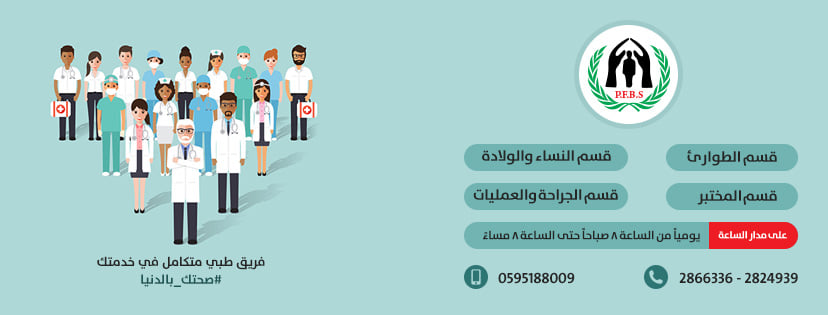 P.F.B.S
قسم الطوارئ
قسم النساء والولادة
قسم المختبر
قسم الجراحة والعمليات
على مدار الساعة يومياً من الساعة ٨ صباحاً حتى الساعة ٨ مساءً
2866336 - 2824939
0595188009
فريق طبي متكامل في خدمتك
#صحتك_بالدنيا